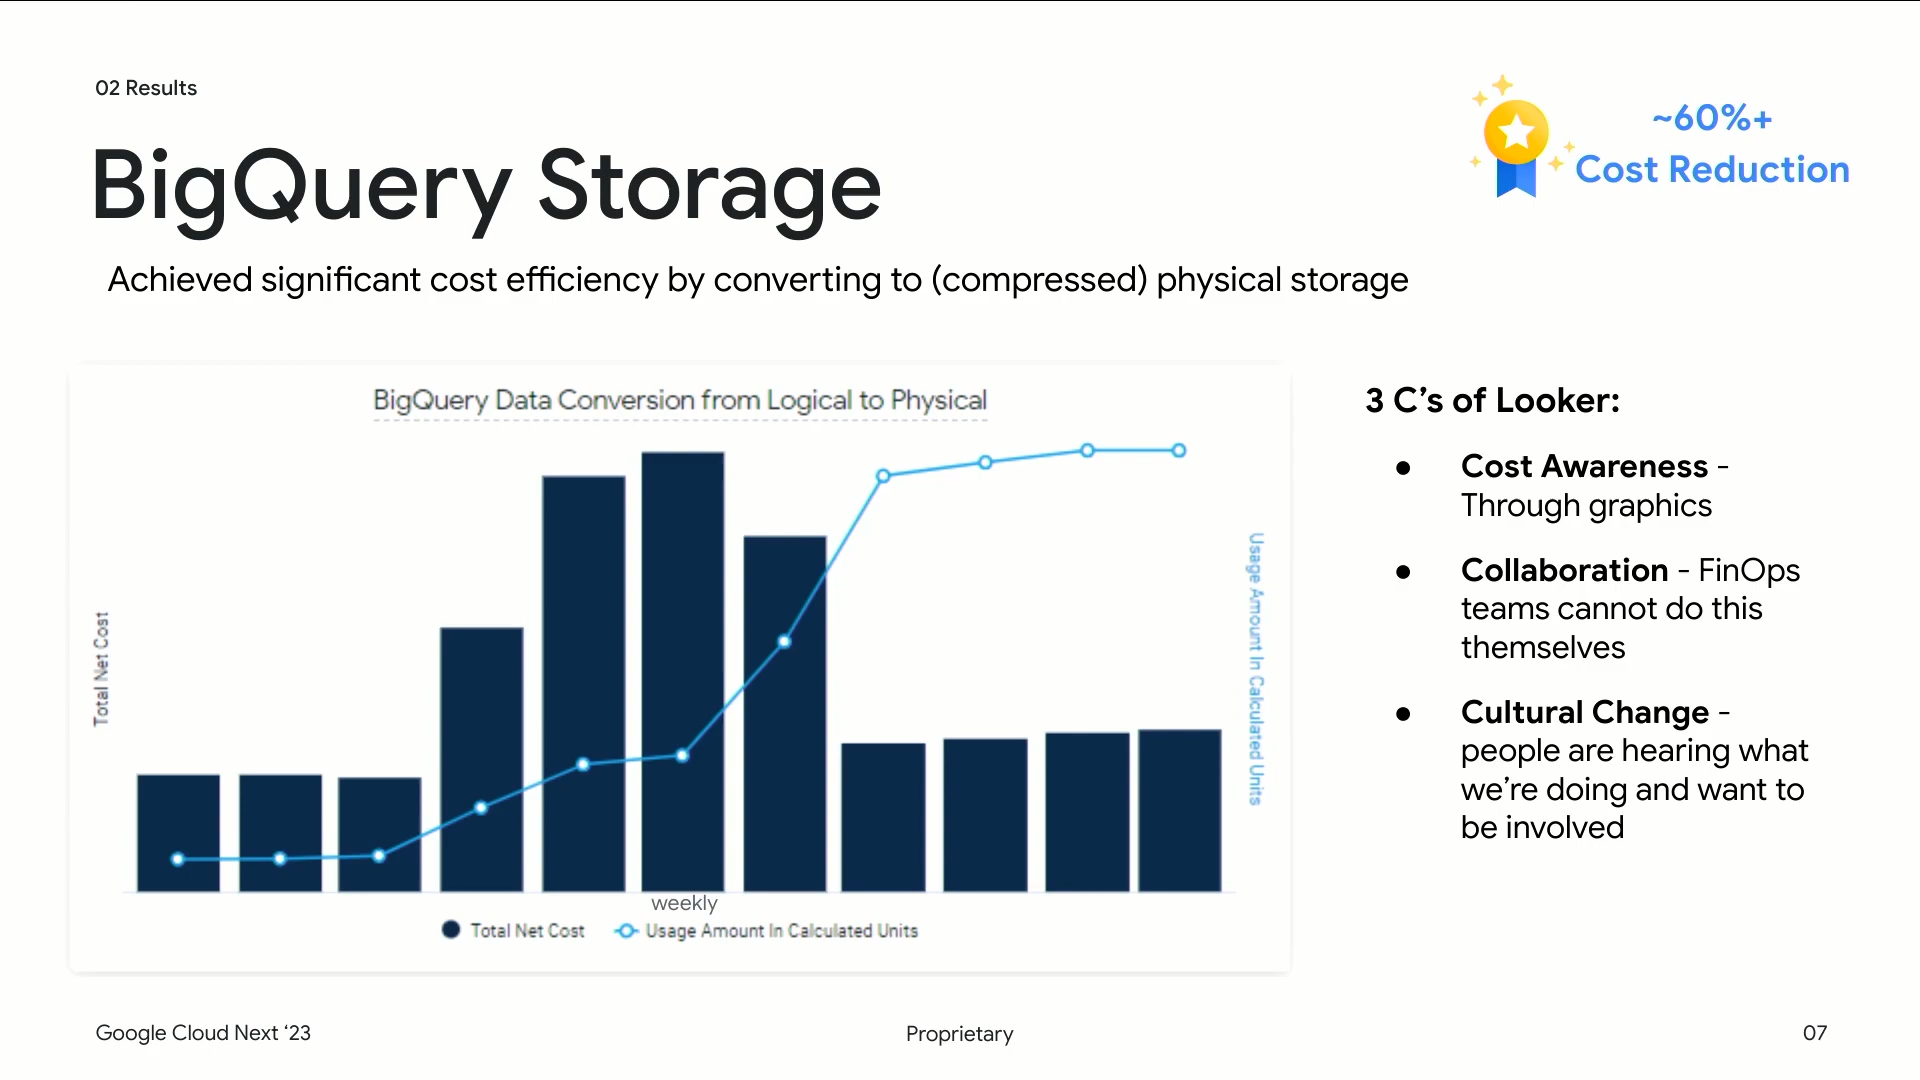 02 Results
BigQuery Storage
~60%+
Cost Reduction
Achieved significant cost efficiency by converting to (compressed) physical storage
BigQuery Data Conversion from Logical to Physical
Total Net Cost
Usage Amount In Calculated Units
weekly
Total Net Cost
Usage Amount In Calculated Units
3 C’s of Looker:
● Cost Awareness -
Through graphics
● Collaboration - FinOps
teams cannot do this
themselves
● Cultural Change -
people are hearing what
we’re doing and want to
be involved
Google Cloud Next ‘23
Proprietary
07